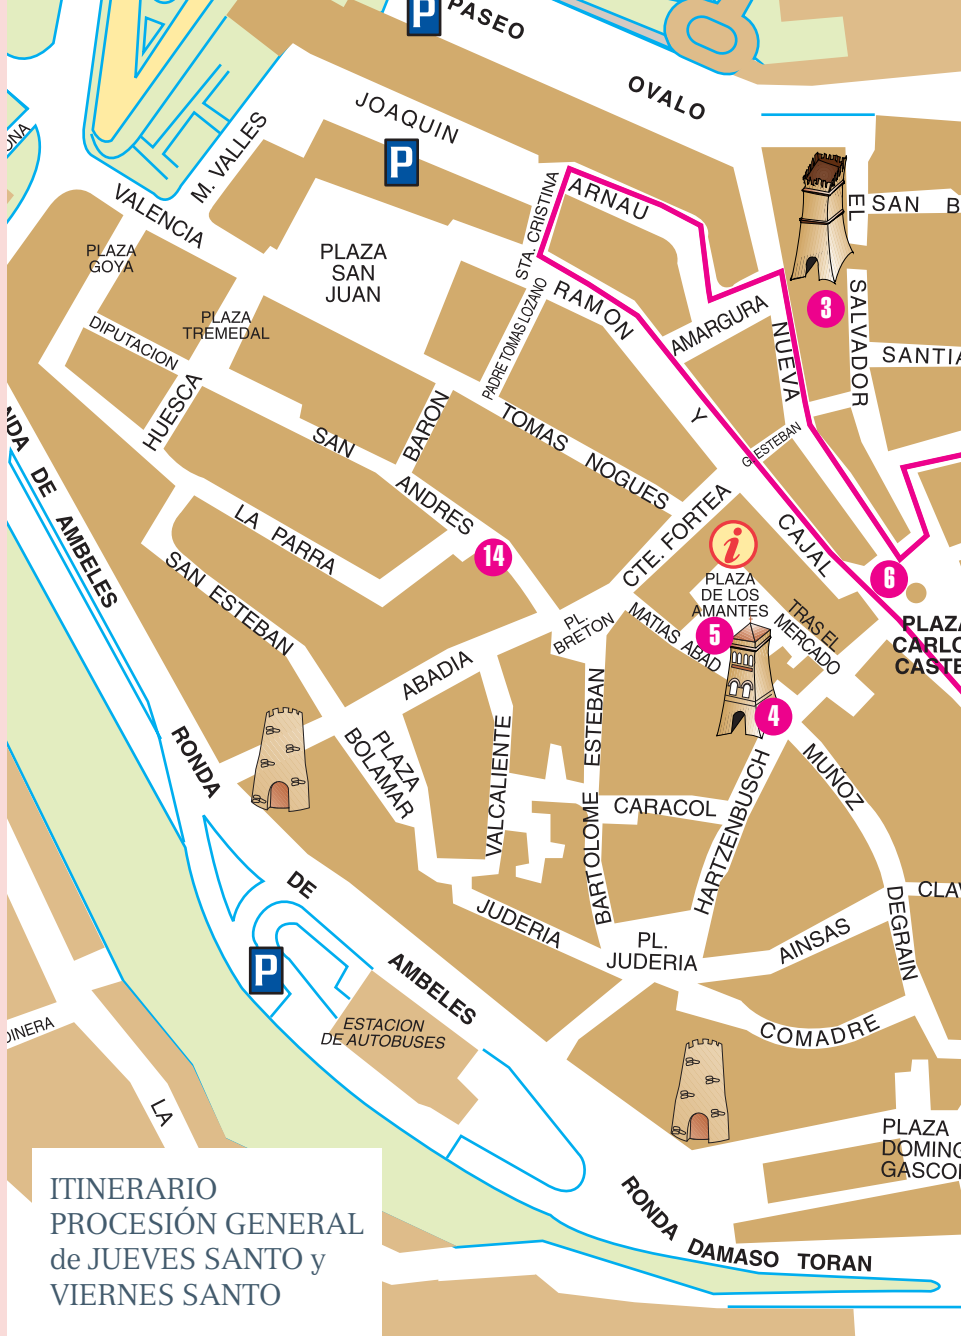 P
PASEO
OVALO
JOAQUIN
ARNAU
P
M. VALLES
VALENCIA
STA. CRISTINA
EL
SALVADOR
SAN B
PLAZA
GOYA
PLAZA
SAN
JUAN
PLAZA
TREMEDAL
DIPUTACION
HUESCA
PADRE TOMAS LOZANO
RAMON
Y
CAJAL
AMARGURA
NUEVA
3
SANTIA
BARON
TOMAS NOGUES
SAN
ANDRES
G. ESTEBAN
NDA DE AMBELES
LA PARRA
14
CTE. FORTEA
i
6
SAN ESTEBAN
PLAZA
DE LOS
AMANTES
5
PL.
BRETON
MATIAS ABAD
TRAS EL
MERCADO
PLAZA
CARLO
CASTE
4
ABADIA
PLAZA
BOLAMAR
VALCALIENTE
BARTOLOME ESTEBAN
CARACOL
HARTZENBUSCH
MUÑOZ
DEGRAIN
CLAV
RONDA
DE
AMBELES
JUDERIA
PL.
JUDERIA
AINSAS
COMADRE
P
ESTACION
DE AUTOBUSES
DINERA
LA
ONA
PLAZA
DOMING
GASCON
RONDA DAMASO TORAN
ITINERARIO
PROCESIÓN GENERAL
de JUEVES SANTO y
VIERNES SANTO